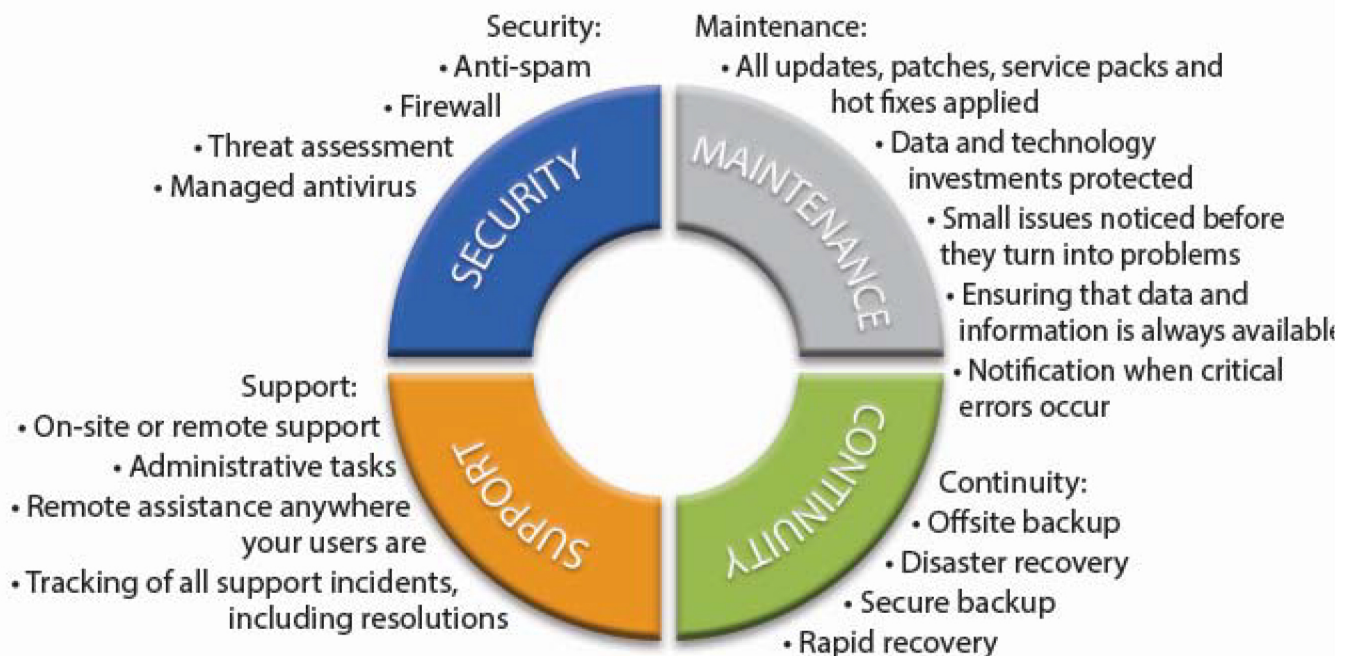 Security:
• Anti-spam
• Firewall
• Threat assessment
• Managed antivirus
Maintenance:
• All updates, patches, service packs and
hot fixes applied
• Data and technology
investments protected
• Small issues noticed before
they turn into problems
• Ensuring that data and
information is always available
• Notification when critical
errors occur
SECURITY
MAINTENANCE
SUPPORT
CONTINUITY
Support:
• On-site or remote support
• Administrative tasks
• Remote assistance anywhere
your users are
• Tracking of all support incidents,
including resolutions
Continuity:
• Offsite backup
• Disaster recovery
• Secure backup
• Rapid recovery